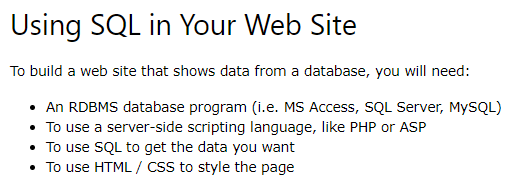 Using SQL in Your Web Site
To build a web site that shows data from a database, you will need:
• An RDBMS database program (i.e. MS Access, SQL Server, MySQL)
• To use a server-side scripting language, like PHP or ASP
• To use SQL to get the data you want
• To use HTML / CSS to style the page